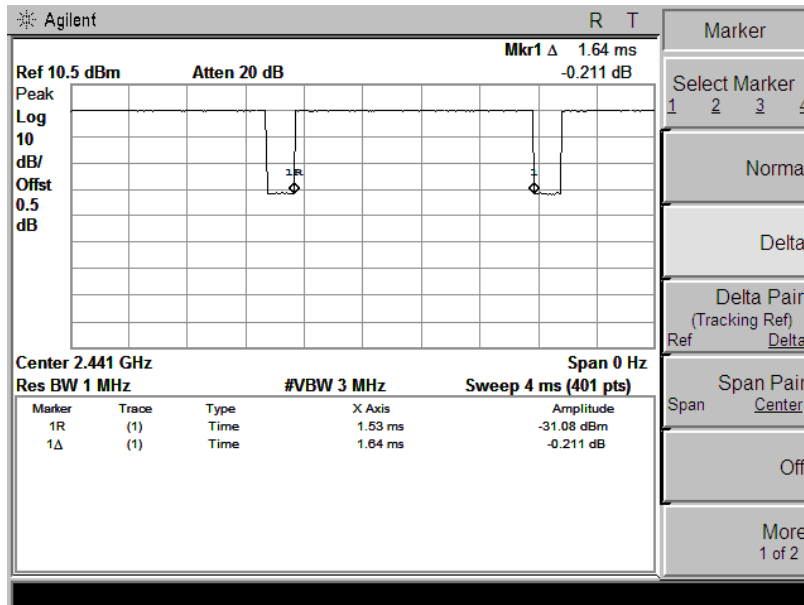 Agilent R T
Mkr1 Δ 1.64 ms
Ref 10.5 dBm Atten 20 dB -0.211 dB
Peak
Log
10
dB/
Offst
0.5
dB
1R 1
Center 2.441 GHz Span 0 Hz
Res BW 1 MHz #VBW 3 MHz Sweep 4 ms (401 pts)
Marker Trace Type X Axis Amplitude
1R (1) Time 1.53 ms -31.08 dBm
1Δ (1) Time 1.64 ms -0.211 dB
Marker
Select Marker
1 2 3 4
Norma
Delta
Delta Pair
(Tracking Ref)
Ref Delta
Span Pair
Span Center
Off
More
1 of 2